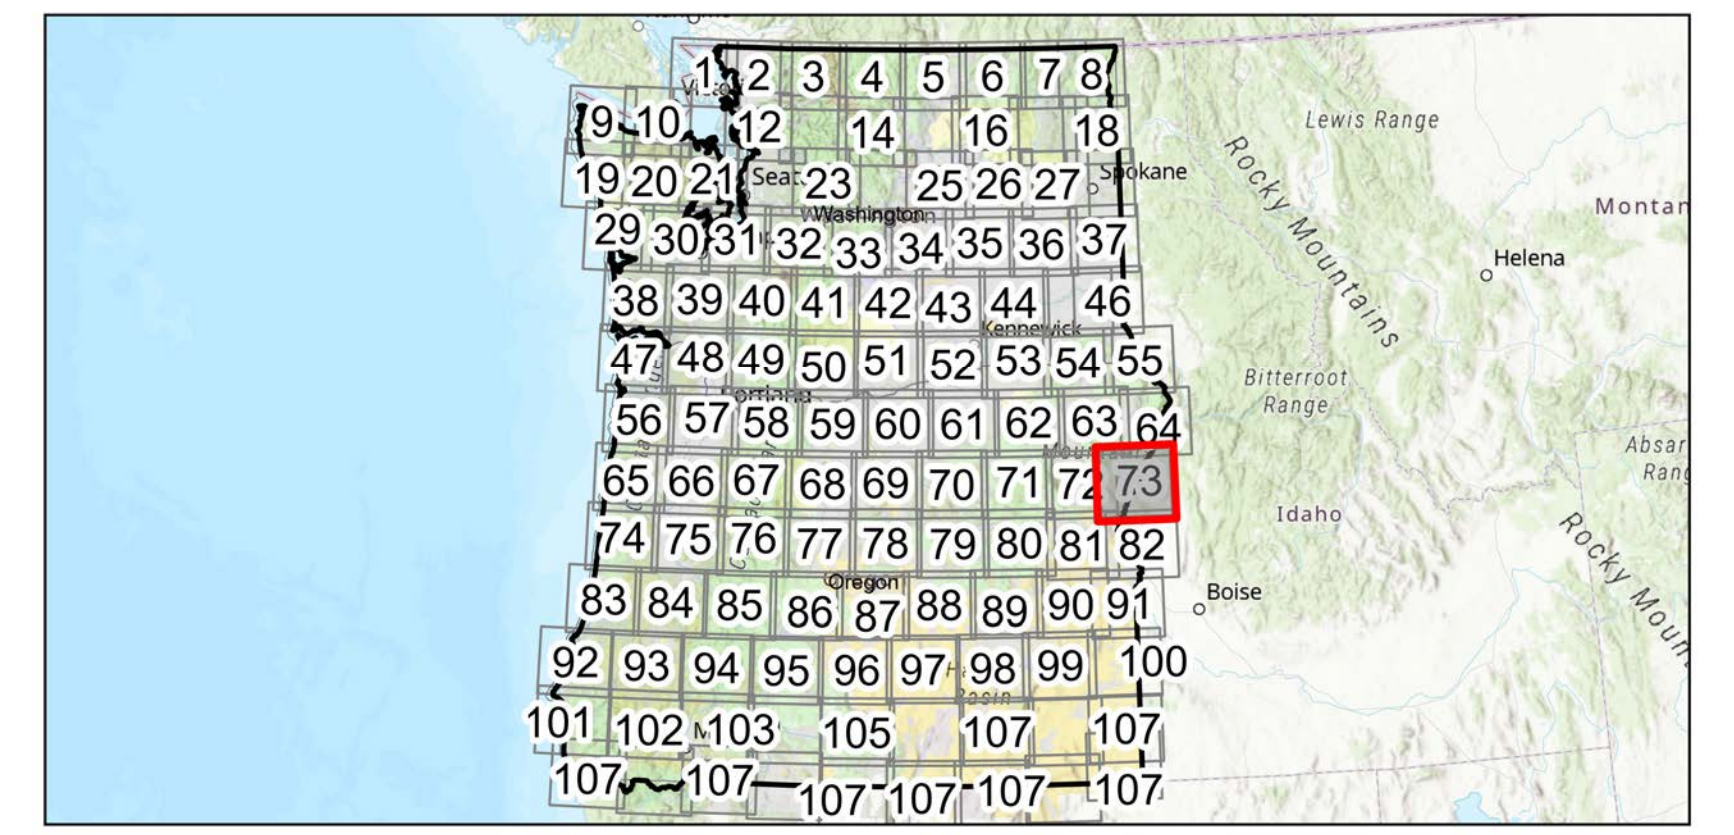 1 2 3 4 5 6 7 8
9 10 12 14 16 18
Lewis Range
19 20 21 23 25 26 27
Spokane
Washington
Rocky Mountains
29 30 31 32 33 34 35 36 37
Helena
38 39 40 41 42 43 44 46
Kennewick
47 48 49 50 51 52 53 54 55
Bitterroot
Range
Portland
56 57 58 59 60 61 62 63 64
Absar
Rang
Montan
65 66 67 68 69 70 71 72 73
Idaho
74 75 76 77 78 79 80 81 82
Rocky Moun
Oregon
Boise
83 84 85 86 87 88 89 90 91
92 93 94 95 96 97 98 99 100
Basin
101 102 103 105 107 107
107 107 107 107 107 107